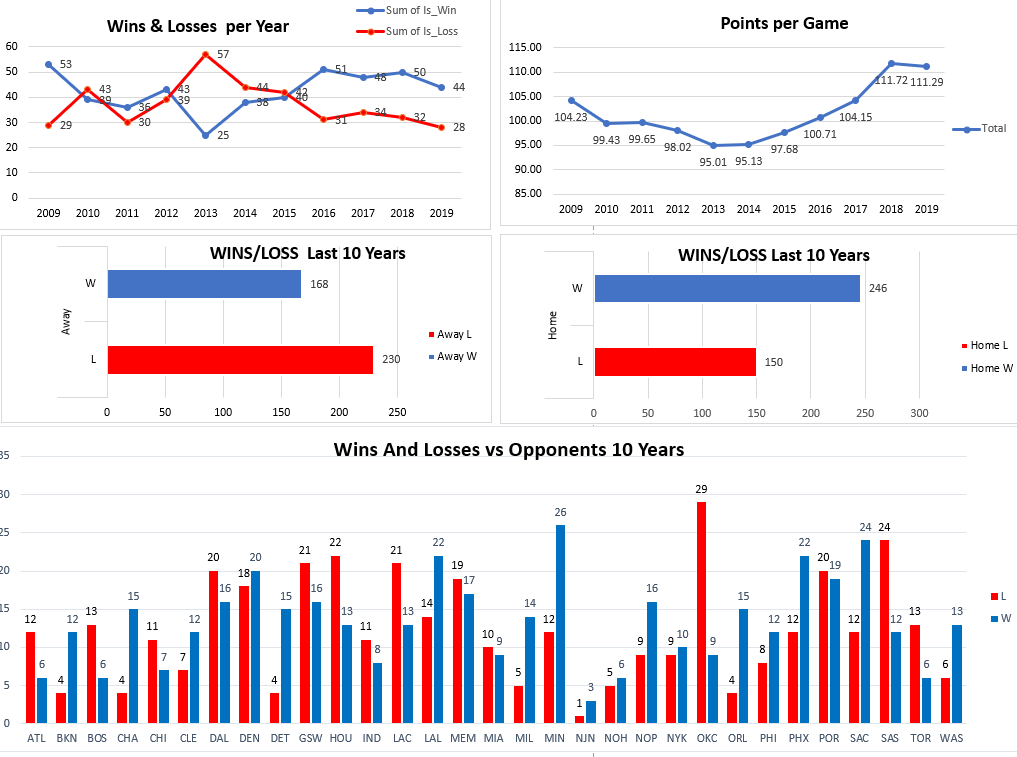 Wins & Losses per Year
Sum of Is_Win
Sum of Is_Loss
60
50
40
30
20
10
0
53 39 36 43 25 38 40 51 48 50 44
29 43 30 39 57 44 42 31 34 32 28
2009 2010 2011 2012 2013 2014 2015 2016 2017 2018 2019
Points per Game
115.00
110.00
105.00
100.00
95.00
90.00
85.00
104.23 99.43 99.65 98.02 95.01 95.13 97.68 100.71 104.15 111.72 111.29
Total
2009 2010 2011 2012 2013 2014 2015 2016 2017 2018 2019
WINS/LOSS Last 10 Years
Away
W 168
L 230
Away L
Away W
0 50 100 150 200 250
WINS/LOSS Last 10 Years
Home
W 246
L 150
Home L
Home W
0 50 100 150 200 250 300
Wins And Losses vs Opponents 10 Years
35
30
25
20
15
10
5
0
12 6 4 12 13 6 4 15 11 7 7 12 20 16 18 20 4 15 21 16 22 13 11 8 21 13 14 22 19 17 10 9 5 14 12 26 1 3 5 6 9 16 9 10 29 9 4 15 8 12 12 22 20 19 12 24 24 12 13 6 6 13
L
W
ATL BKN BOS CHA CHI CLE DAL DEN DET GSW HOU IND LAC LAL MEM MIA MIL MIN NJN NOH NOP NYK OKC ORL PHI PHX POR SAC SAS TOR WAS